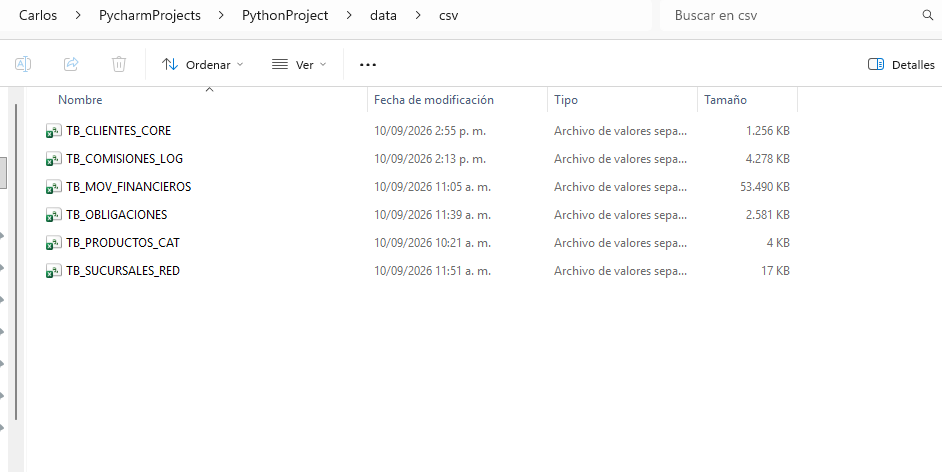 Carlos > PycharmProjects > PythonProject > data > csv Buscar en csv
Ordenar Ver ... Detalles
Nombre Fecha de modificación Tipo Tamaño
TB_CLIENTES_CORE 10/09/2026 2:55 p. m. Archivo de valores sepa... 1.256 KB
TB_COMISIONES_LOG 10/09/2026 2:13 p. m. Archivo de valores sepa... 4.278 KB
TB_MOV_FINANCIEROS 10/09/2026 11:05 a. m. Archivo de valores sepa... 53.490 KB
TB_OBLIGACIONES 10/09/2026 11:39 a. m. Archivo de valores sepa... 2.581 KB
TB_PRODUCTOS_CAT 10/09/2026 10:21 a. m. Archivo de valores sepa... 4 KB
TB_SUCURSALES_RED 10/09/2026 11:51 a. m. Archivo de valores sepa... 17 KB